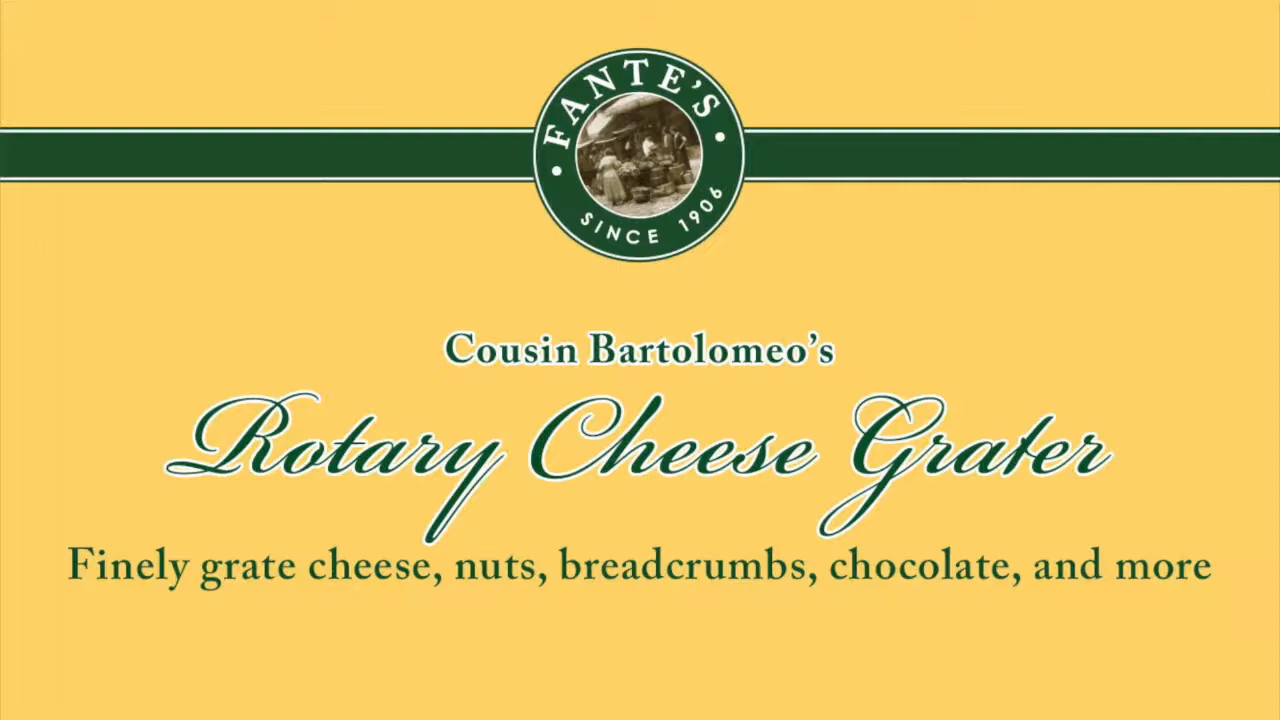 FANTE'S
SINCE 1906
Cousin Bartolomeo's
Rotary Cheese Grater
Finely grate cheese, nuts, breadcrumbs, chocolate, and more